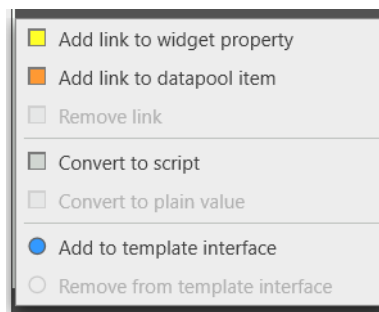 Add link to widget property
Add link to datapool item
Remove link
Convert to script
Convert to plain value
Add to template interface
Remove from template interface